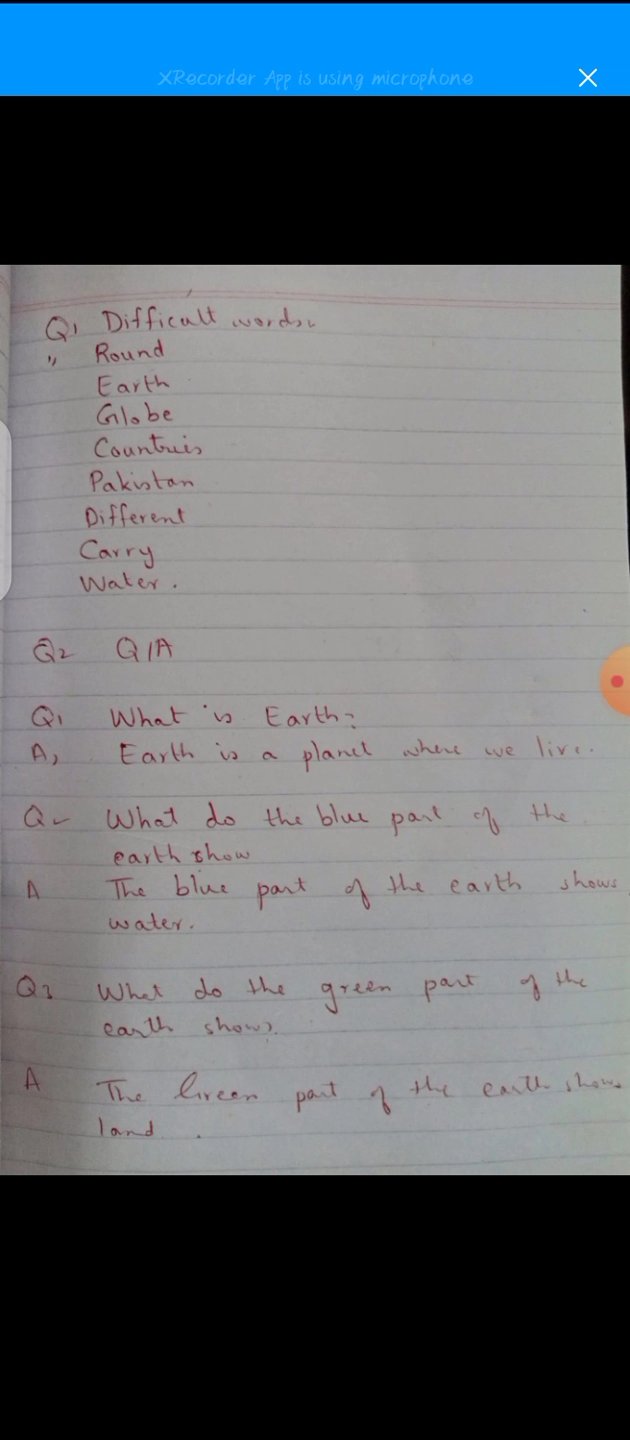 XRecorder App is using microphone
Q1 Difficult words.
" Round
Earth
Globe
Countries
Pakistan
Different
Carry
Water.
Q2 Q/A
Q1 What is Earth?
A, Earth is a planet where we live.
Q2 What do the blue part of the
earth show
A The blue part of the earth shows
water.
Q3 What do the green part of the
earth show?
A The Green part of the earth show
land.